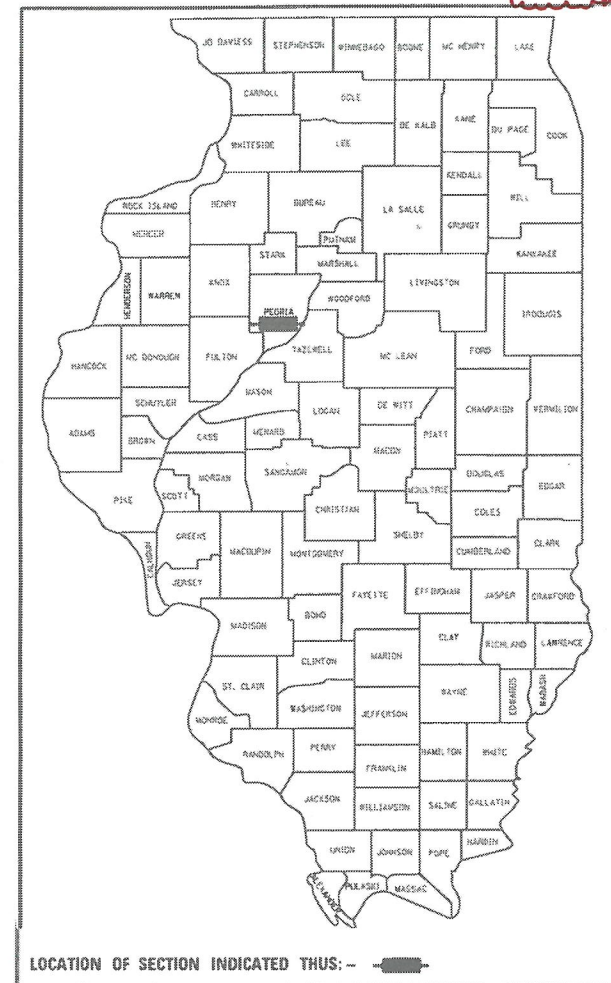 JO DAVIESS STEPHENSON WINNEBAGO BOONE MC HENRY LAKE
CARROLL OGLE DE KALB KANE DU PAGE COOK
WHITESIDE LEE KENDALL
ROCK ISLAND HENRY BUREAU LA SALLE GRUNDY WILL
MERCER PUTNAM
STARK MARSHALL KANKAKEE
HENDERSON WARREN KNOX WOODFORD LIVINGSTON IROQUOIS
PEORIA
HANCOCK MC DONOUGH FULTON TAZEWELL MC LEAN FORD
MASON
SCHUYLER LOGAN DE WITT CHAMPAIGN VERMILION
ADAMS BROWN CASS MENARD PIATT
MACON
MORGAN SANGAMON DOUGLAS EDGAR
PIKE SCOTT MOULTRIE
CHRISTIAN COLES
GREENE SHELBY CLARK
CALHOUN MACOUPIN MONTGOMERY CUMBERLAND
JERSEY FAYETTE EFFINGHAM JASPER CRAWFORD
BOND
MADISON CLAY RICHLAND LAWRENCE
CLINTON MARION
ST. CLAIR WAYNE EDWARDS WABASH
WASHINGTON JEFFERSON
MONROE
RANDOLPH PERRY HAMILTON WHITE
FRANKLIN
JACKSON WILLIAMSON SALINE GALLATIN
UNION JOHNSON POPE HARDIN
ALEXANDER PULASKI MASSAC
LOCATION OF SECTION INDICATED THUS: –